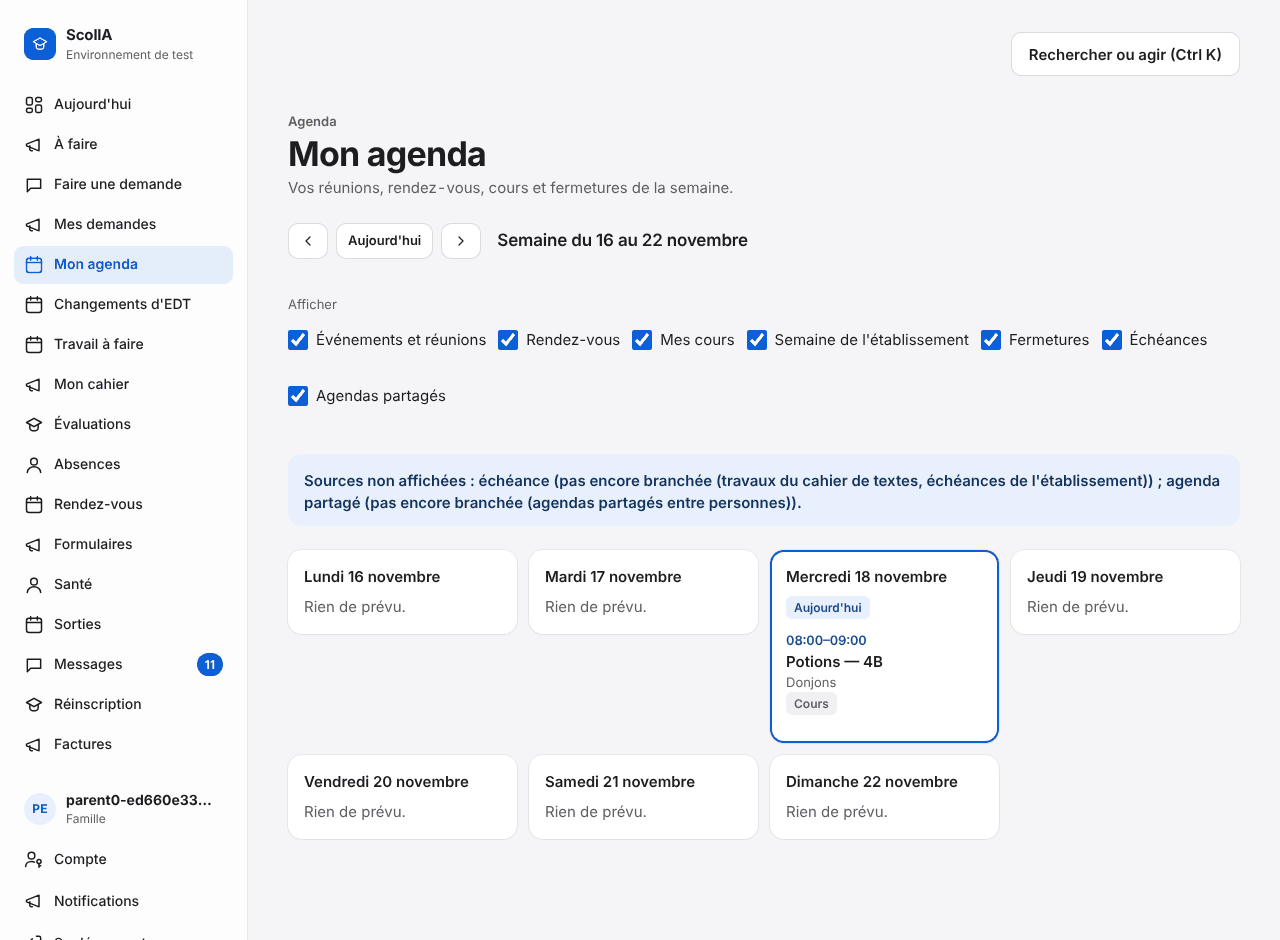 ScolIA
Environnement de test
Aujourd'hui
À faire
Faire une demande
Mes demandes
Mon agenda
Changements d'EDT
Travail à faire
Mon cahier
Évaluations
Absences
Rendez-vous
Formulaires
Santé
Sorties
Messages 11
Réinscription
Factures
PE
parent0-ed660e33...
Famille
Compte
Notifications
Rechercher ou agir (Ctrl K)
Agenda
Mon agenda
Vos réunions, rendez-vous, cours et fermetures de la semaine.
Aujourd'hui
Semaine du 16 au 22 novembre
Afficher
Événements et réunions Rendez-vous Mes cours Semaine de l'établissement Fermetures Échéances
Agendas partagés
Sources non affichées : échéance (pas encore branchée (travaux du cahier de textes, échéances de l'établissement)) ; agenda
partagé (pas encore branchée (agendas partagés entre personnes)).
Lundi 16 novembre
Rien de prévu.
Mardi 17 novembre
Rien de prévu.
Mercredi 18 novembre
Aujourd'hui
08:00–09:00
Potions — 4B
Donjons
Cours
Jeudi 19 novembre
Rien de prévu.
Vendredi 20 novembre
Rien de prévu.
Samedi 21 novembre
Rien de prévu.
Dimanche 22 novembre
Rien de prévu.